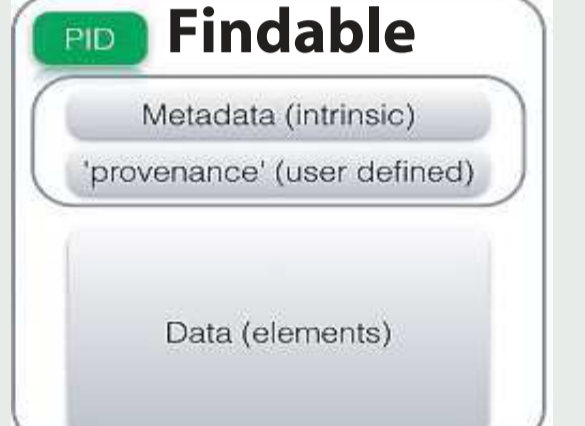 PID Findable
Metadata (intrinsic)
'provenance' (user defined)
Data (elements)